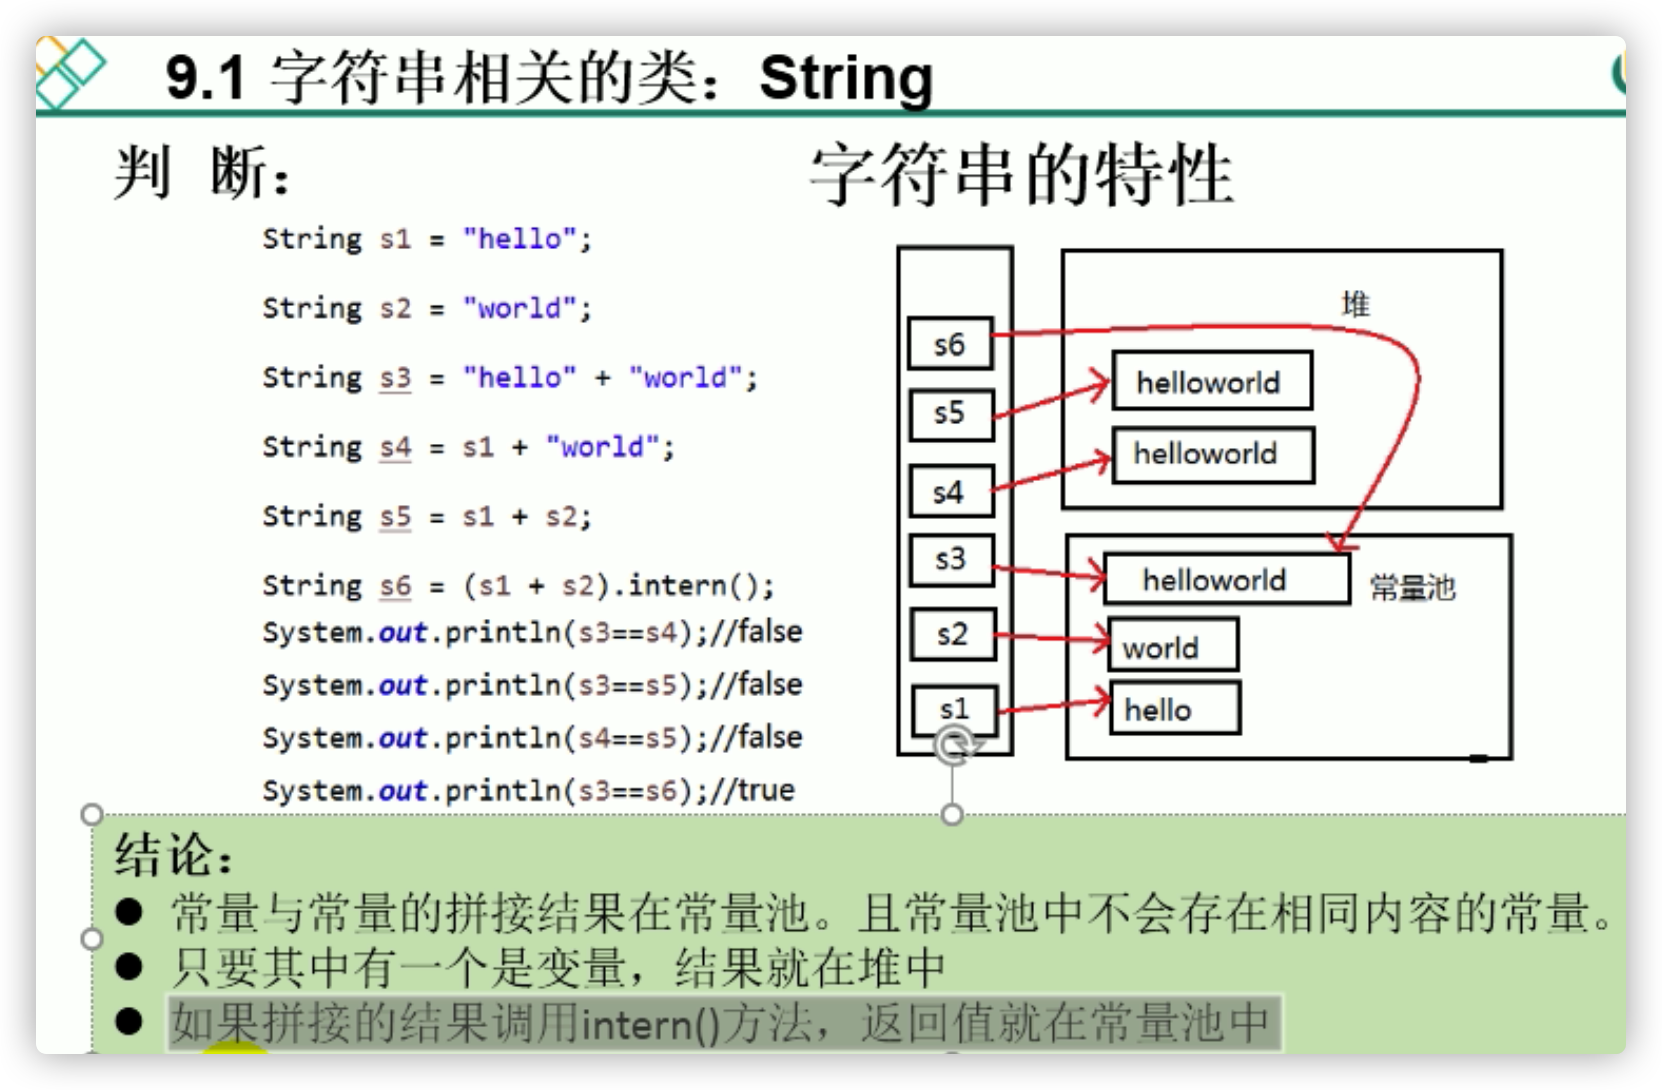 9.1 字符串相关的类：String
判 断：
字符串的特性
String s1 = "hello";
String s2 = "world";
String s3 = "hello" + "world";
String s4 = s1 + "world";
String s5 = s1 + s2;
String s6 = (s1 + s2).intern();
System.out.println(s3==s4);//false
System.out.println(s3==s5);//false
System.out.println(s4==s5);//false
System.out.println(s3==s6);//true
堆
s6
s5
helloworld
s4
helloworld
s3
helloworld
常量池
s2
world
s1
hello
结论：
● 常量与常量的拼接结果在常量池。且常量池中不会存在相同内容的常量。
● 只要其中有一个是变量，结果就在堆中
● 如果拼接的结果调用intern()方法，返回值就在常量池中